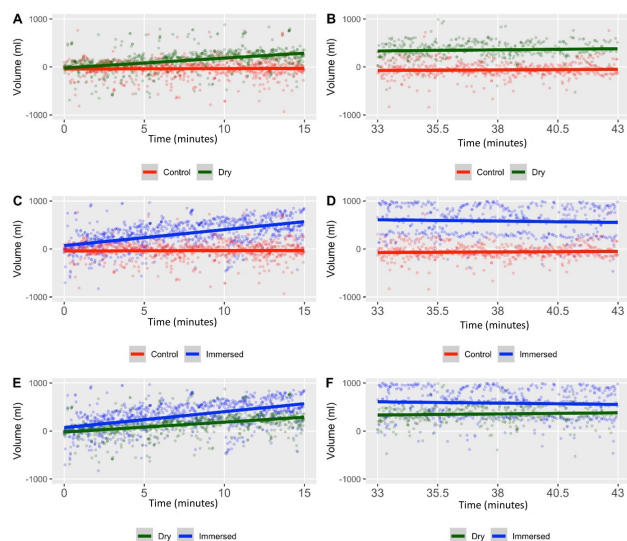 A
B
Volume (ml)
1000
0
-1000
0
5
10
15
Time (minutes)
Control
Dry
Volume (ml)
1000
0
-1000
33
35.5
38
40.5
43
Time (minutes)
Control
Dry
C
D
Volume (ml)
1000
0
-1000
0
5
10
15
Time (minutes)
Control
Immersed
Volume (ml)
1000
0
-1000
33
35.5
38
40.5
43
Time (minutes)
Control
Immersed
E
F
Volume (ml)
1000
0
-1000
0
5
10
15
Time (minutes)
Dry
Immersed
Volume (ml)
1000
0
-1000
33
35.5
38
40.5
43
Time (minutes)
Dry
Immersed